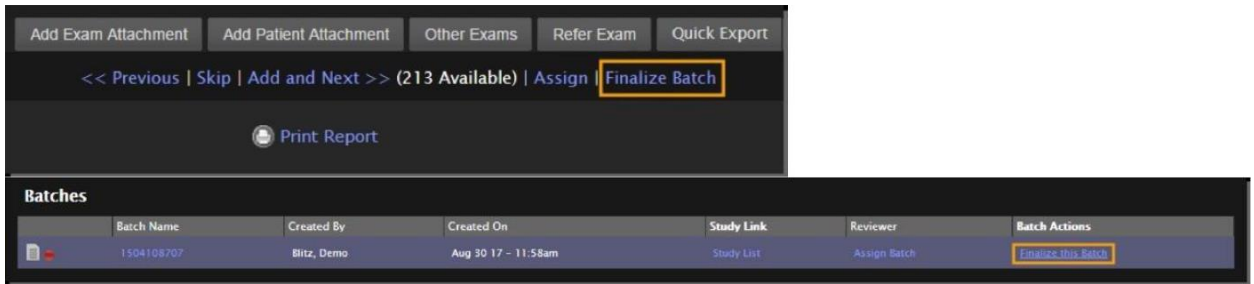 Add Exam Attachment Add Patient Attachment Other Exams Refer Exam Quick Export
<< Previous | Skip | Add and Next >> (213 Available) | Assign | Finalize Batch
Print Report
Batches
Batch Name Created By Created On Study Link Reviewer Batch Actions
1504108707 Blitz, Demo Aug 30 17 – 11:58am Study List Assign Batch Finalize this Batch